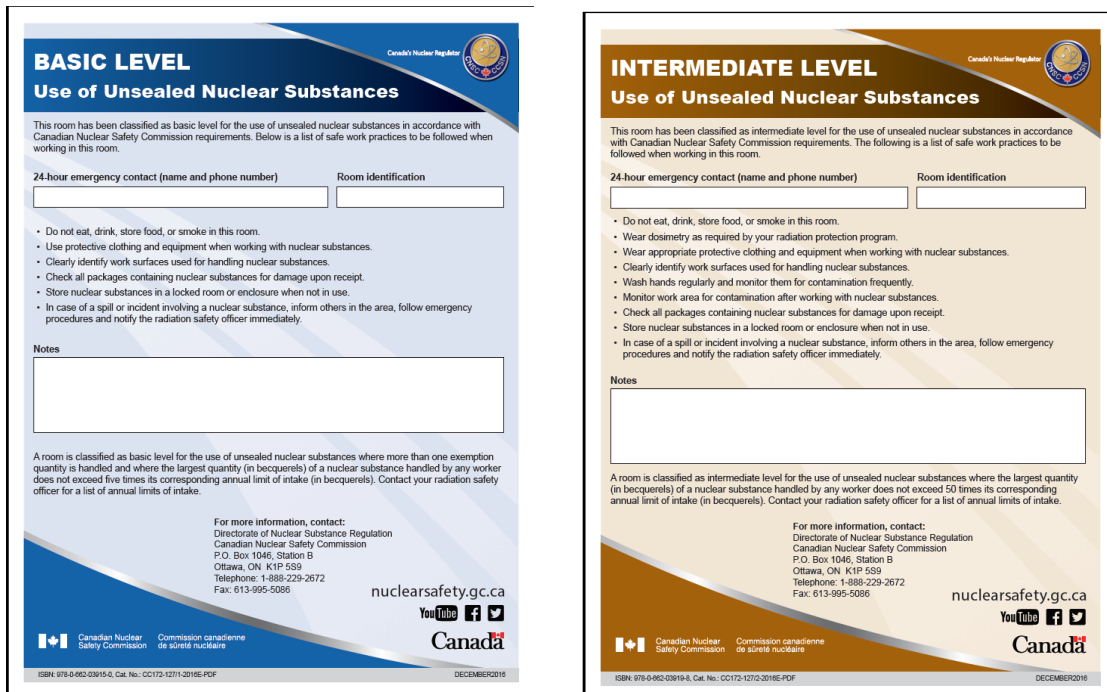 BASIC LEVEL
Canada's Nuclear Regulator
CNSC CCSN
Use of Unsealed Nuclear Substances
This room has been classified as basic level for the use of unsealed nuclear substances in accordance with
Canadian Nuclear Safety Commission requirements. Below is a list of safe work practices to be followed when
working in this room.
24-hour emergency contact (name and phone number)
Room identification
• Do not eat, drink, store food, or smoke in this room.
• Use protective clothing and equipment when working with nuclear substances.
• Clearly identify work surfaces used for handling nuclear substances.
• Check all packages containing nuclear substances for damage upon receipt.
• Store nuclear substances in a locked room or enclosure when not in use.
• In case of a spill or incident involving a nuclear substance, inform others in the area, follow emergency
procedures and notify the radiation safety officer immediately.
Notes
A room is classified as basic level for the use of unsealed nuclear substances where more than one exemption
quantity is handled and where the largest quantity (in becquerels) of a nuclear substance handled by any worker
does not exceed five times its corresponding annual limit of intake (in becquerels). Contact your radiation safety
officer for a list of annual limits of intake.
For more information, contact:
Directorate of Nuclear Substance Regulation
Canadian Nuclear Safety Commission
P.O. Box 1046, Station B
Ottawa, ON K1P 5S9
Telephone: 1-888-229-2672
Fax: 613-995-5086
nuclearsafety.gc.ca
YouTube
Canadian Nuclear
Safety Commission
Commission canadienne
de sûreté nucléaire
Canada
ISBN: 978-0-662-03915-0, Cat. No.: CC172-127/1-2016E-PDF
DECEMBER2016
INTERMEDIATE LEVEL
Canada's Nuclear Regulator
CNSC CCSN
Use of Unsealed Nuclear Substances
This room has been classified as intermediate level for the use of unsealed nuclear substances in accordance
with Canadian Nuclear Safety Commission requirements. The following is a list of safe work practices to be
followed when working in this room.
24-hour emergency contact (name and phone number)
Room identification
• Do not eat, drink, store food, or smoke in this room.
• Wear dosimetry as required by your radiation protection program.
• Wear appropriate protective clothing and equipment when working with nuclear substances.
• Clearly identify work surfaces used for handling nuclear substances.
• Wash hands regularly and monitor them for contamination frequently.
• Monitor work area for contamination after working with nuclear substances.
• Check all packages containing nuclear substances for damage upon receipt.
• Store nuclear substances in a locked room or enclosure when not in use.
• In case of a spill or incident involving a nuclear substance, inform others in the area, follow emergency
procedures and notify the radiation safety officer immediately.
Notes
A room is classified as intermediate level for the use of unsealed nuclear substances where the largest quantity
(in becquerels) of a nuclear substance handled by any worker does not exceed 50 times its corresponding
annual limit of intake (in becquerels). Contact your radiation safety officer for a list of annual limits of intake.
For more information, contact:
Directorate of Nuclear Substance Regulation
Canadian Nuclear Safety Commission
P.O. Box 1046, Station B
Ottawa, ON K1P 5S9
Telephone: 1-888-229-2672
Fax: 613-995-5086
nuclearsafety.gc.ca
YouTube
Canadian Nuclear
Safety Commission
Commission canadienne
de sûreté nucléaire
Canada
ISBN: 978-0-662-03919-8, Cat. No.: CC172-127/2-2016E-PDF
DECEMBER2016